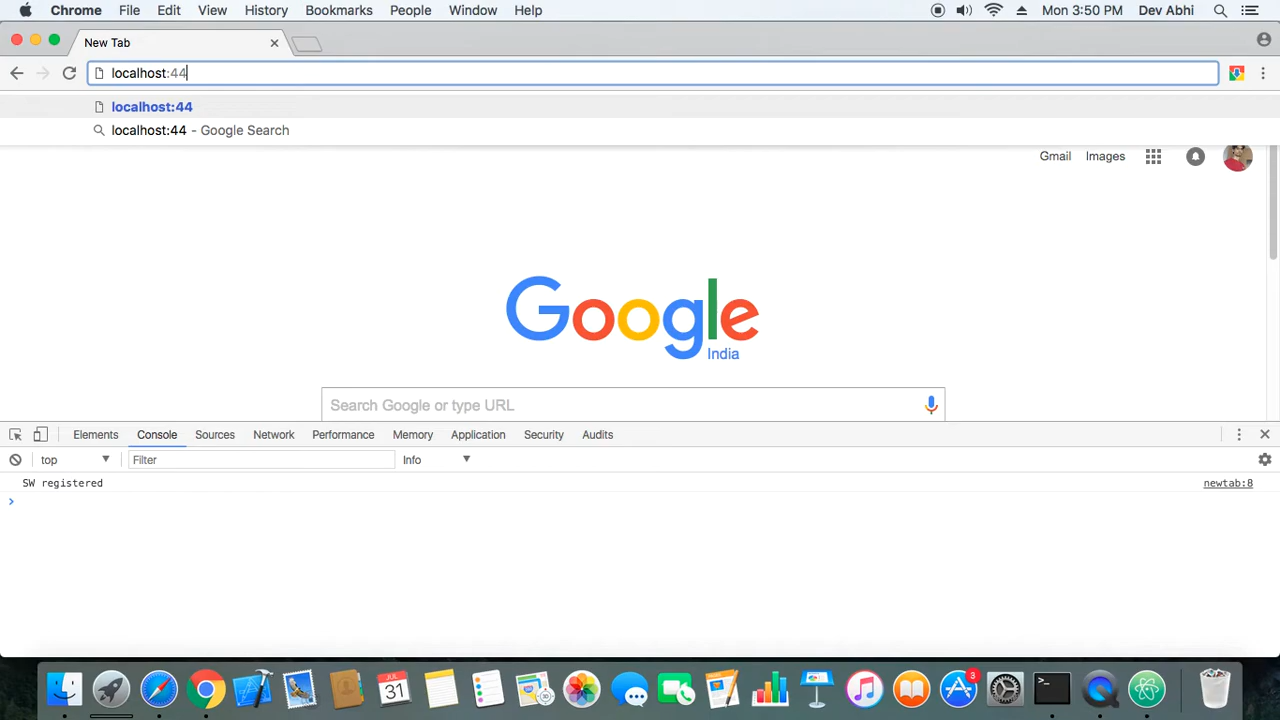 Chrome File Edit View History Bookmarks People Window Help Mon 3:50 PM Dev Abhi
New Tab
localhost:44
localhost:44
localhost:44 - Google Search
Gmail Images
Google
India
Search Google or type URL
Elements Console Sources Network Performance Memory Application Security Audits
top Filter Info
SW registered newtab:8
JUL
31
3